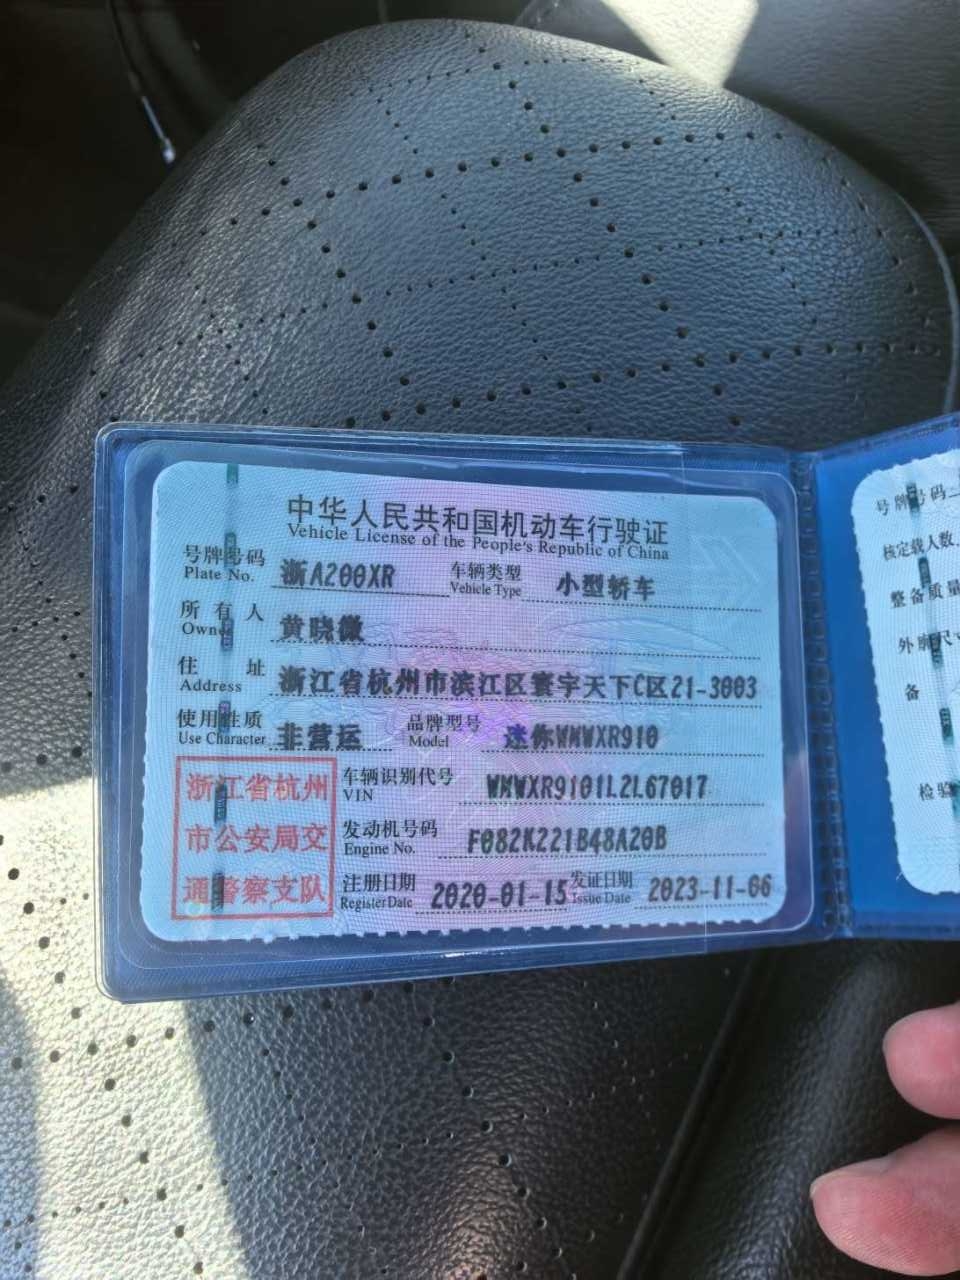 中华人民共和国机动车行驶证
Vehicle License of the People's Republic of China
号牌号码 浙A200XR 车辆类型 小型轿车
Plate No. Vehicle Type
所有人 黄晓微
Owner
住址 浙江省杭州市滨江区寰宇天下C区21-3003
Address
使用性质 非营运 品牌型号 迷你WMWXR910
Use Character Model
浙江省杭州
市公安局交
通警察支队
车辆识别代号 WMWXR9101L2L67017
VIN
发动机号码 F082K221B48A20B
Engine No.
注册日期 2020-01-15 发证日期 2023-11-06
Register Date Issue Date
号牌号码
核定载人数
整备质量
外廓尺寸
备
检验